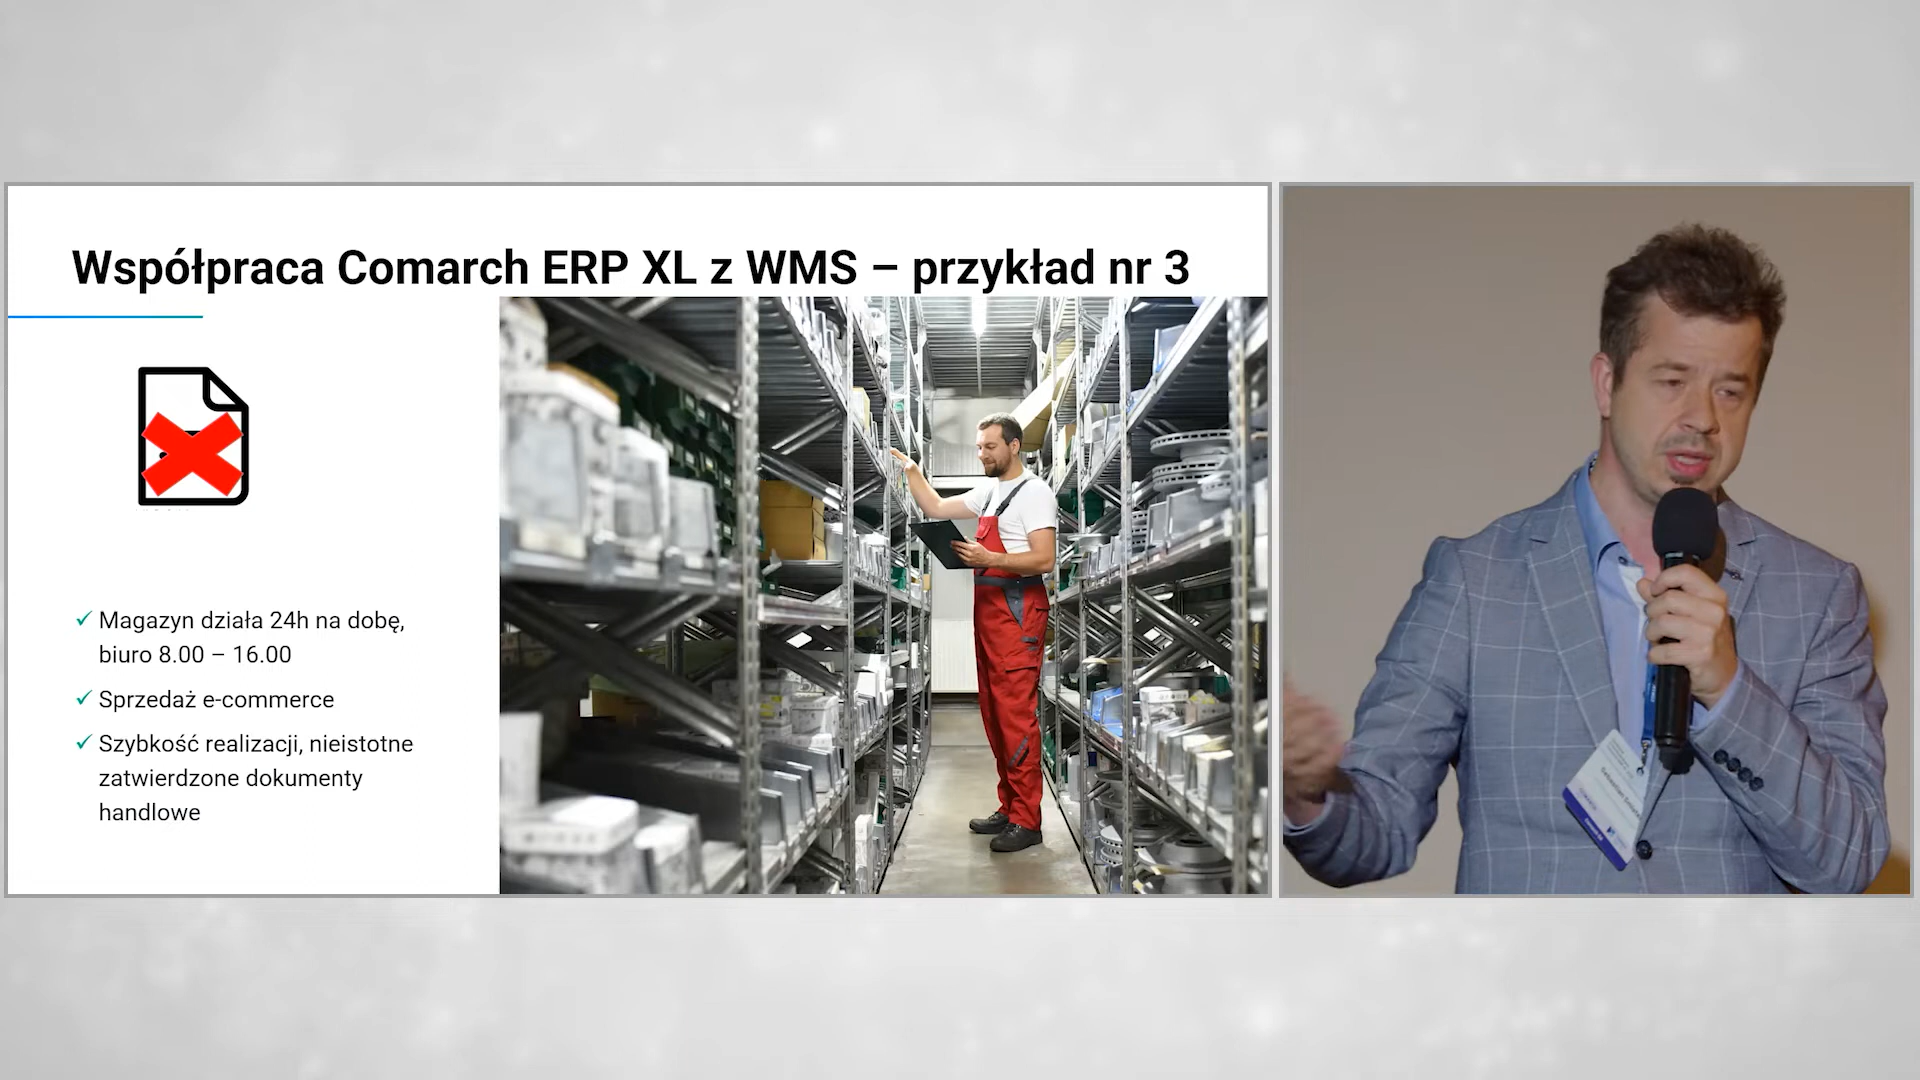 Współpraca Comarch ERP XL z WMS – przykład nr 3
Magazyn działa 24h na dobę,
biuro 8.00 – 16.00
Sprzedaż e-commerce
Szybkość realizacji, nieistotne
zatwierdzone dokumenty
handlowe